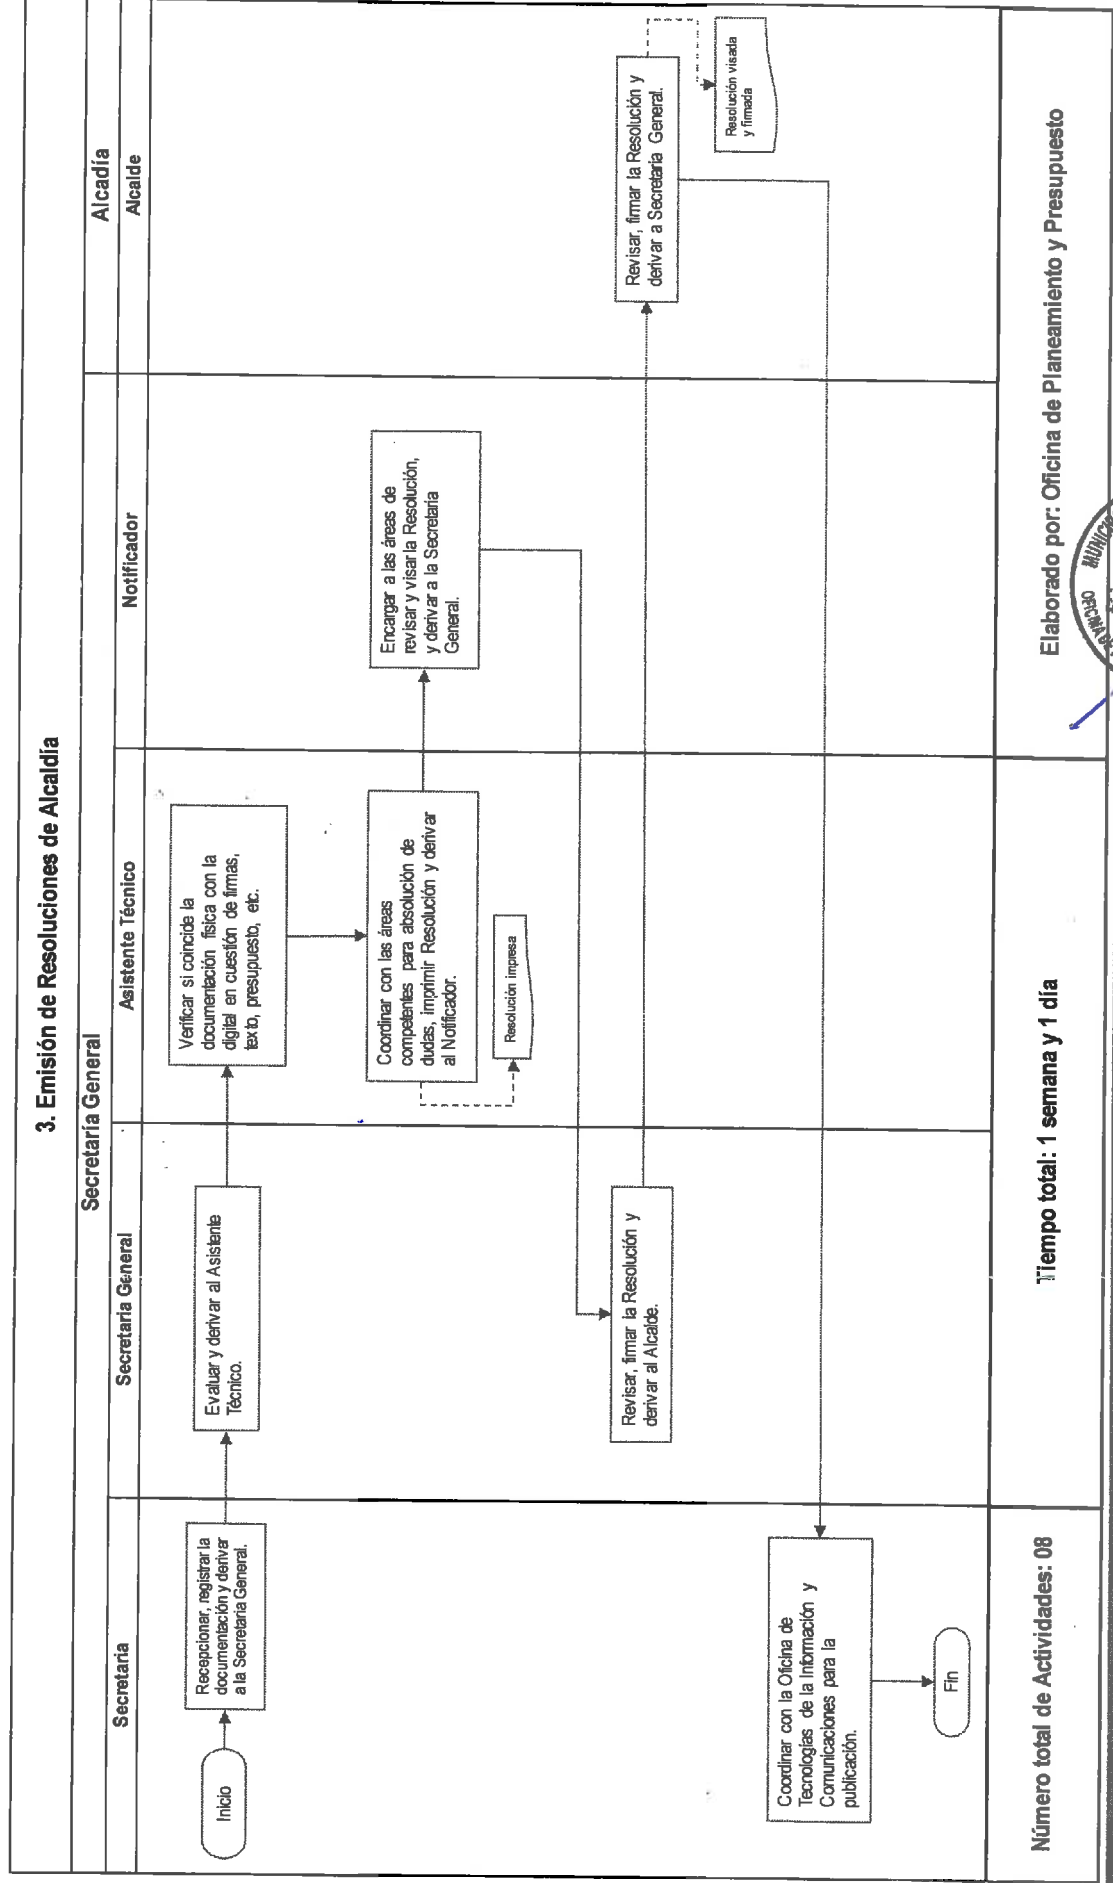 3. Emisión de Resoluciones de Alcaldía
Secretaría General
Alcadía
Secretaria
Secretaria General
Asistente Técnico
Notificador
Alcalde
Inicio
Recepcionar, registrar la
documentación y derivar
a la Secretaria General.
Evaluar y derivar al Asistente
Técnico.
Verificar si coincide la
documentación física con la
digital en cuestión de firmas,
texto, presupuesto, etc.
Coordinar con las áreas
competentes para absolución de
dudas, imprimir Resolución y derivar
al Notificador.
Resolución impresa
Encargar a las áreas de
revisar y visar la Resolución,
y derivar a la Secretaria
General.
Revisar, firmar la Resolución y
derivar al Alcalde.
Revisar, firmar la Resolución y
derivar a Secretaria General.
Resolución visada
y firmada
Coordinar con la Oficina de
Tecnologías de la Información y
Comunicaciones para la
publicación.
Fin
Número total de Actividades: 08
Tiempo total: 1 semana y 1 día
Elaborado por: Oficina de Planeamiento y Presupuesto